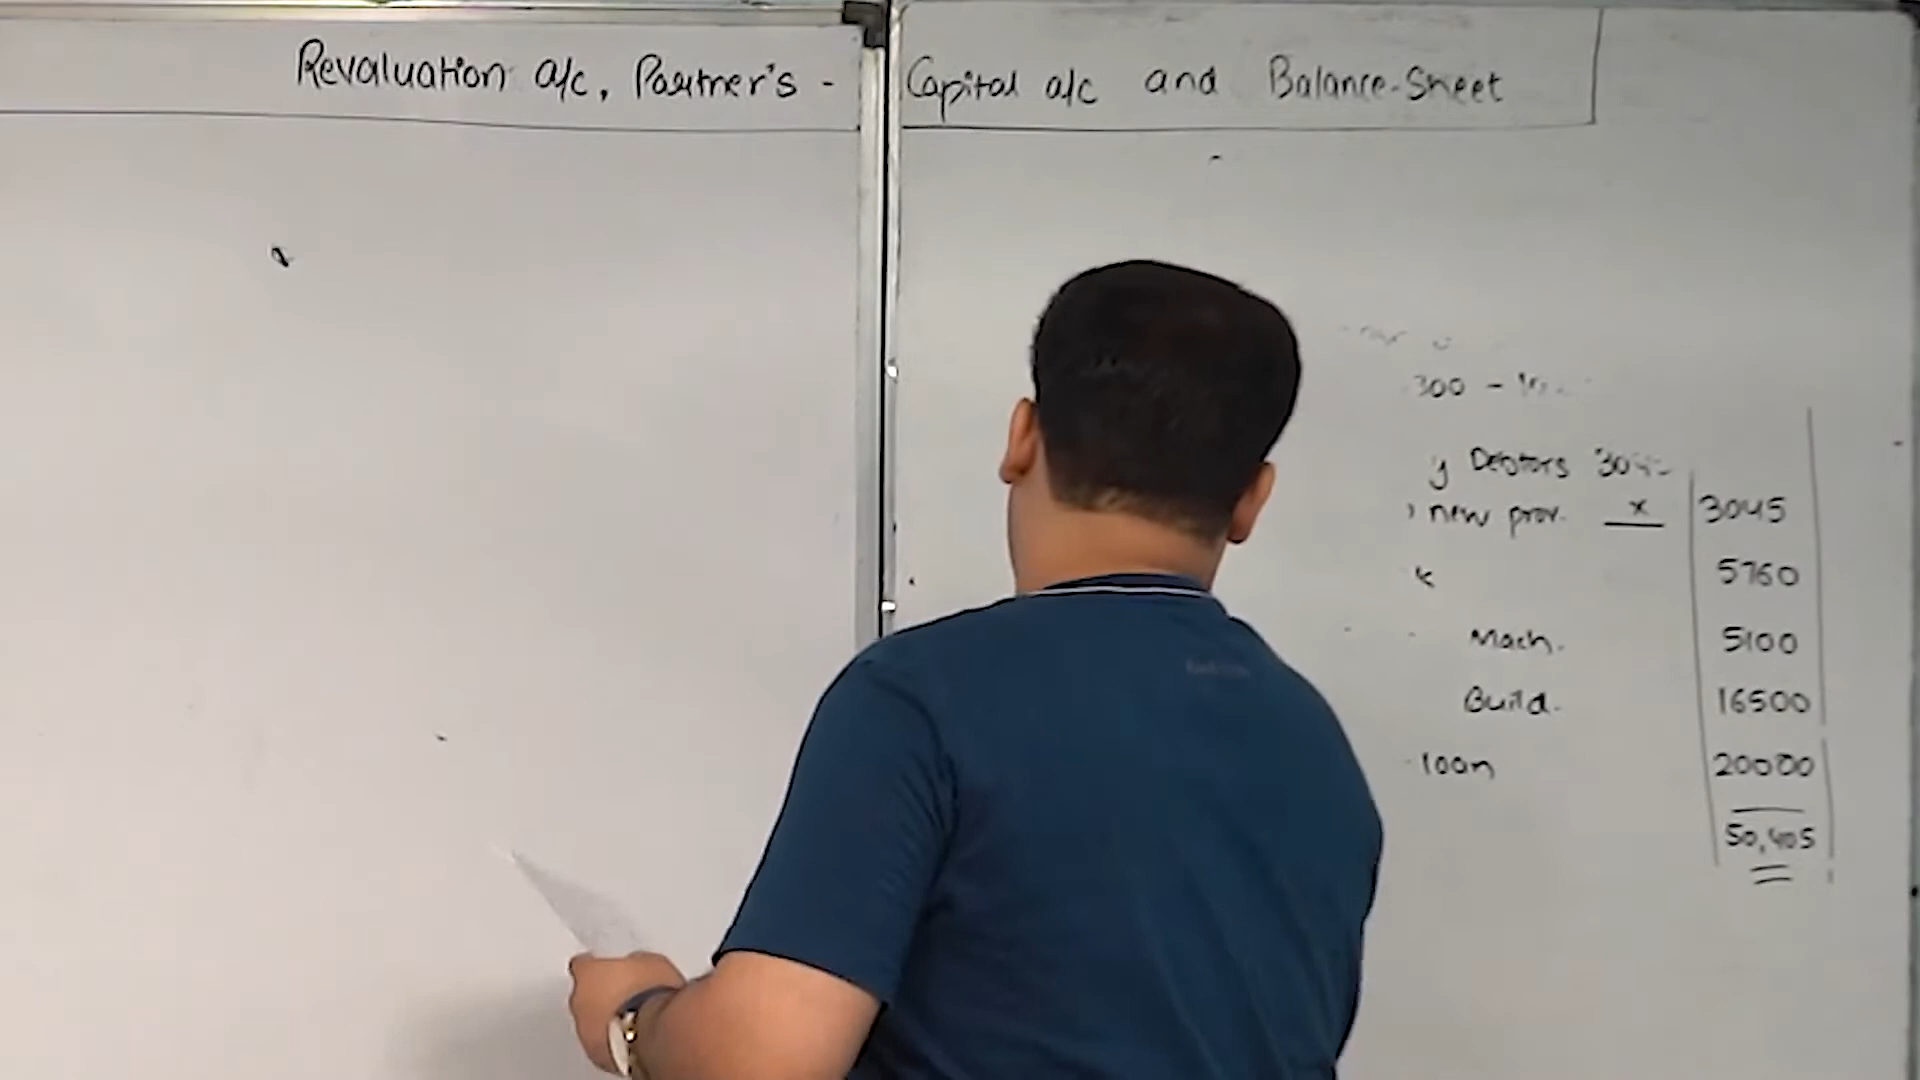 Revaluation a/c, Partner's - Capital a/c and Balance-Sheet
300 -
Debtors
new prov. x 3045
5760
Mach. 5100
Build. 16500
loan 20000
50,405